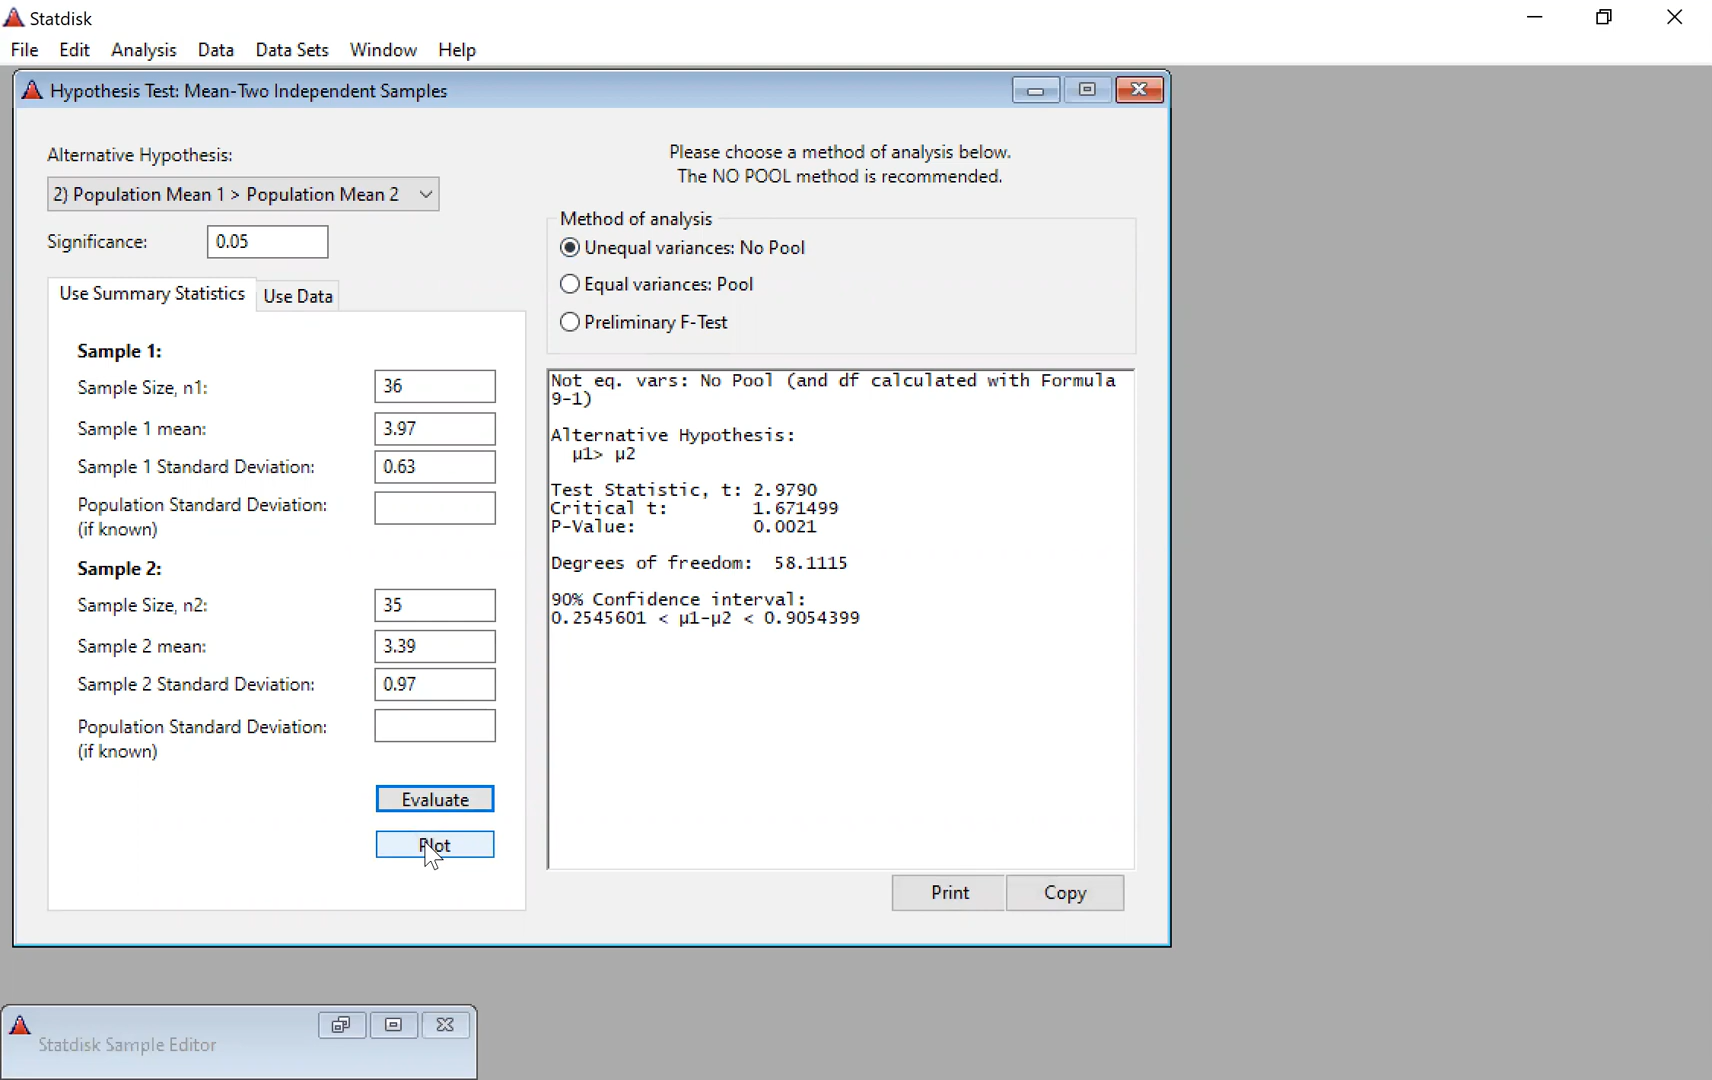 Statdisk
File Edit Analysis Data Data Sets Window Help
Hypothesis Test: Mean-Two Independent Samples
Alternative Hypothesis:
2) Population Mean 1 > Population Mean 2
Significance: 0.05
Use Summary Statistics Use Data
Sample 1:
Sample Size, n1: 36
Sample 1 mean: 3.97
Sample 1 Standard Deviation: 0.63
Population Standard Deviation:
(if known)
Sample 2:
Sample Size, n2: 35
Sample 2 mean: 3.39
Sample 2 Standard Deviation: 0.97
Population Standard Deviation:
(if known)
Evaluate
Plot
Please choose a method of analysis below.
The NO POOL method is recommended.
Method of analysis
Unequal variances: No Pool
Equal variances: Pool
Preliminary F-Test
Not eq. vars: No Pool (and df calculated with Formula
9-1)
Alternative Hypothesis:
µ1> µ2
Test Statistic, t: 2.9790
Critical t: 1.671499
P-Value: 0.0021
Degrees of freedom: 58.1115
90% Confidence interval:
0.2545601 < µ1-µ2 < 0.9054399
Print Copy
Statdisk Sample Editor